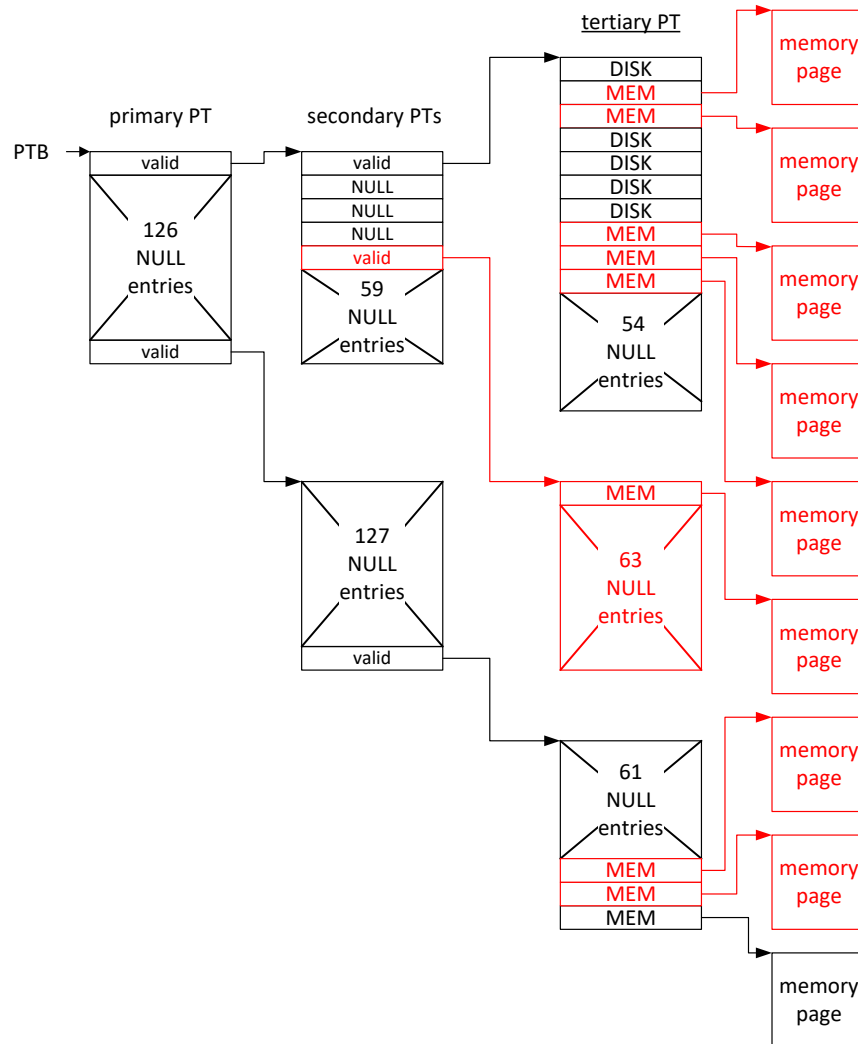 tertiary PT
primary PT
secondary PTs
PTB
valid
126
NULL
entries
valid
valid
NULL
NULL
NULL
valid
59
NULL
entries
127
NULL
entries
valid
DISK
MEM
MEM
DISK
DISK
DISK
DISK
MEM
MEM
MEM
54
NULL
entries
MEM
63
NULL
entries
61
NULL
entries
MEM
MEM
MEM
memory
page
memory
page
memory
page
memory
page
memory
page
memory
page
memory
page
memory
page
memory
page